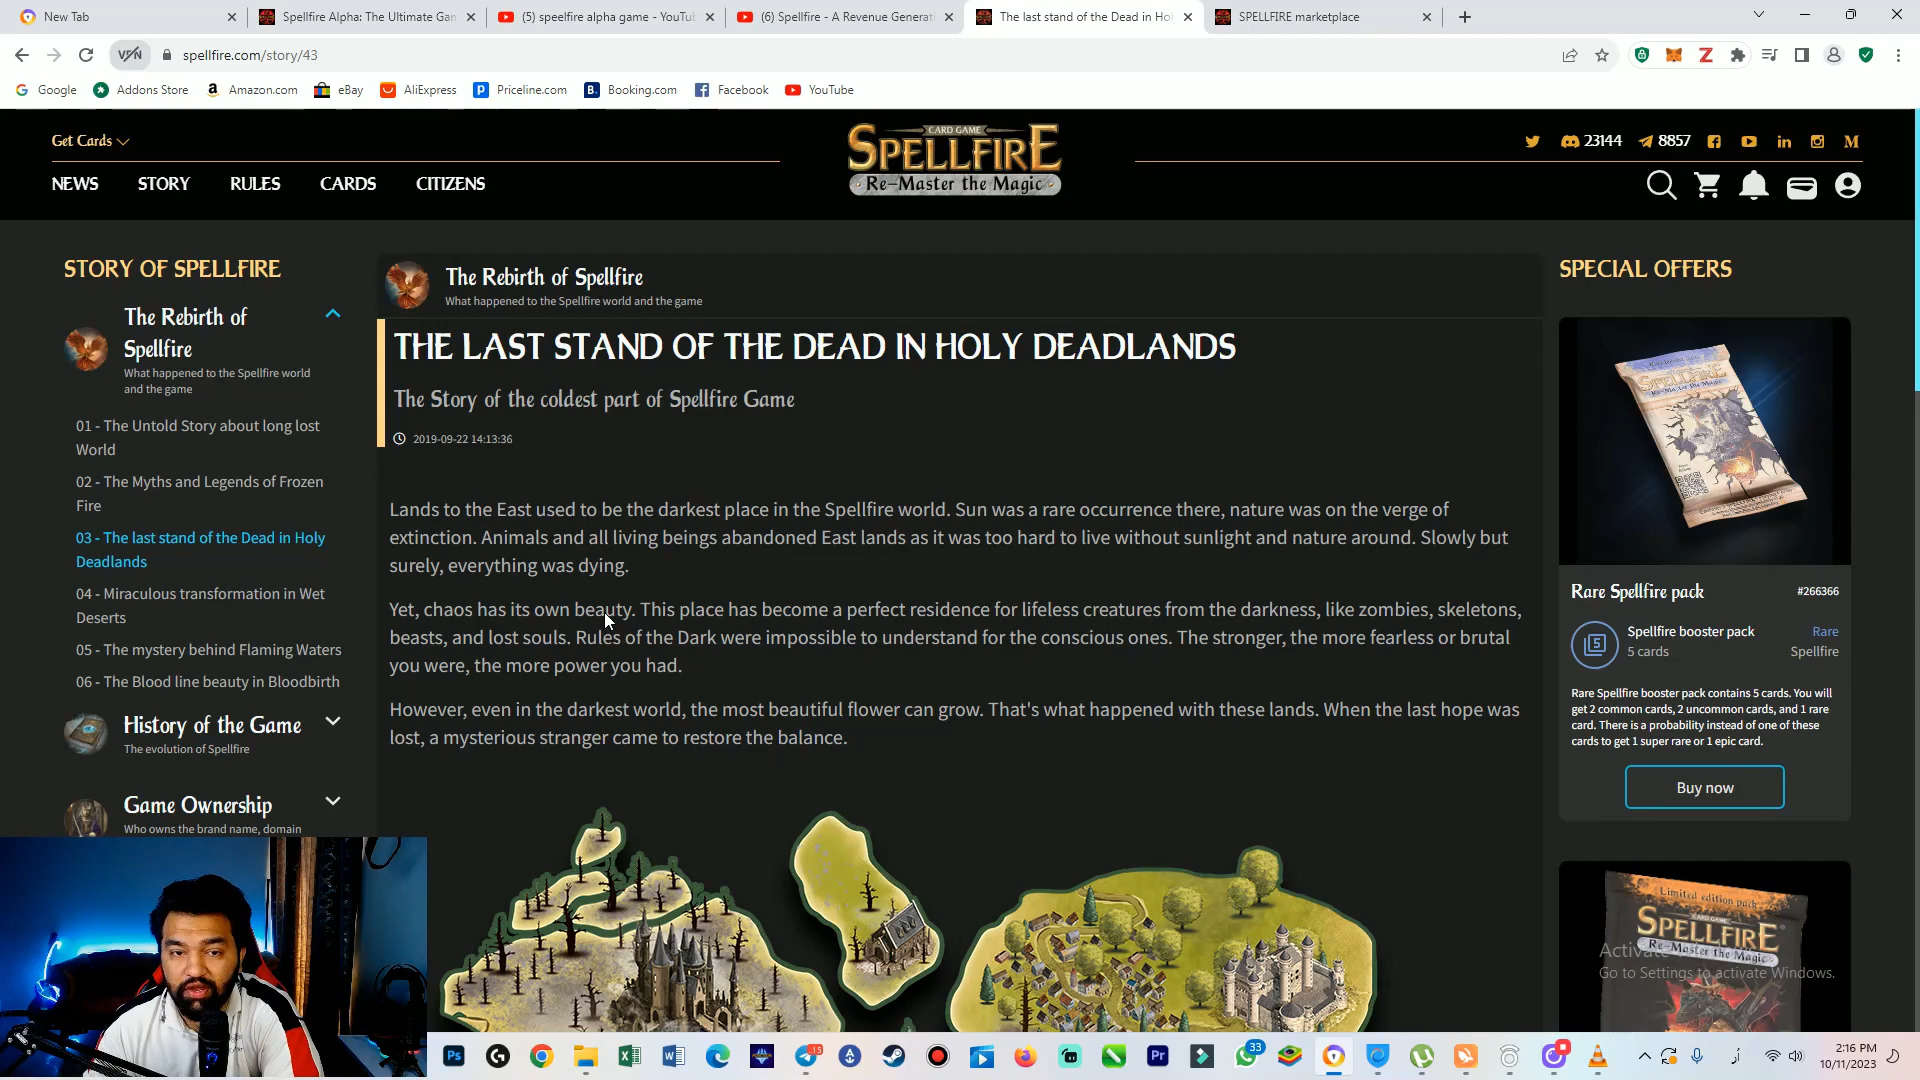 New Tab
Spellfire Alpha: The Ultimate Gan
(5) speelfire alpha game - YouTu
(6) Spellfire - A Revenue Generati
The last stand of the Dead in Hol
SPELLFIRE marketplace
VPN
spellfire.com/story/43
Google
Addons Store
Amazon.com
eBay
AliExpress
Priceline.com
Booking.com
Facebook
YouTube
Get Cards
CARD GAME
SPELLFIRE
Re-Master the Magic
23144
8857
NEWS
STORY
RULES
CARDS
CITIZENS
STORY OF SPELLFIRE
The Rebirth of
Spellfire
What happened to the Spellfire world
and the game
01 - The Untold Story about long lost
World
02 - The Myths and Legends of Frozen
Fire
03 - The last stand of the Dead in Holy
Deadlands
04 - Miraculous transformation in Wet
Deserts
05 - The mystery behind Flaming Waters
06 - The Blood line beauty in Bloodbirth
History of the Game
The evolution of Spellfire
Game Ownership
Who owns the brand name, domain
The Rebirth of Spellfire
What happened to the Spellfire world and the game
THE LAST STAND OF THE DEAD IN HOLY DEADLANDS
The Story of the coldest part of Spellfire Game
2019-09-22 14:13:36
Lands to the East used to be the darkest place in the Spellfire world. Sun was a rare occurrence there, nature was on the verge of
extinction. Animals and all living beings abandoned East lands as it was too hard to live without sunlight and nature around. Slowly but
surely, everything was dying.
Yet, chaos has its own beauty. This place has become a perfect residence for lifeless creatures from the darkness, like zombies, skeletons,
beasts, and lost souls. Rules of the Dark were impossible to understand for the conscious ones. The stronger, the more fearless or brutal
you were, the more power you had.
However, even in the darkest world, the most beautiful flower can grow. That's what happened with these lands. When the last hope was
lost, a mysterious stranger came to restore the balance.
SPECIAL OFFERS
SPELLFIRE
Re-Master the Magic
Rare Spellfire pack
#266366
Spellfire booster pack
Rare
5 cards
Spellfire
Rare Spellfire booster pack contains 5 cards. You will
get 2 common cards, 2 uncommon cards, and 1 rare
card. There is a probability instead of one of these
cards to get 1 super rare or 1 epic card.
Buy now
Limited edition pack
CARD GAME
SPELLFIRE
Re-Master the Magic
Go to Settings to activate Windows.
15
33
2:16 PM
10/11/2023